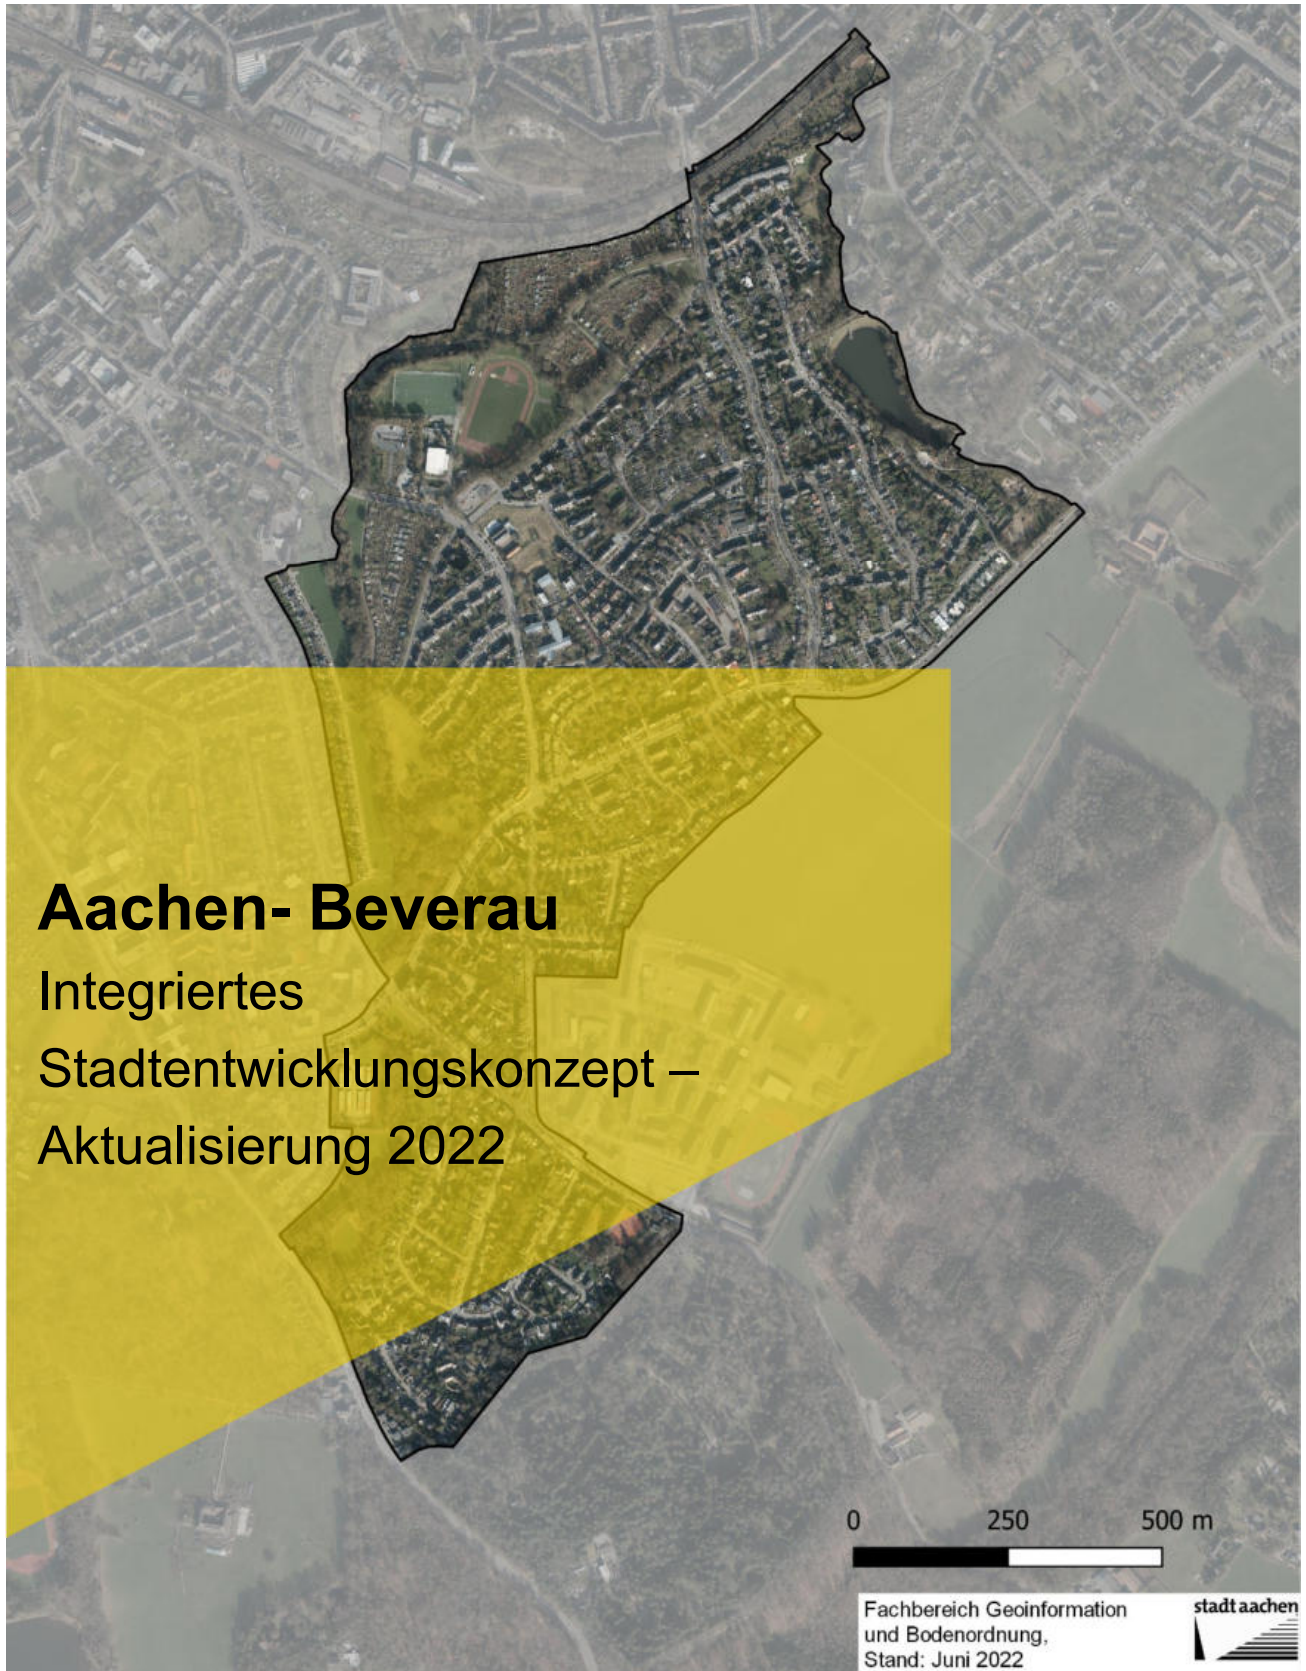 Aachen- Beverau
Integriertes
Stadtentwicklungskonzept –
Aktualisierung 2022
0 250 500 m
Fachbereich Geoinformation
und Bodenordnung,
Stand: Juni 2022
stadt aachen